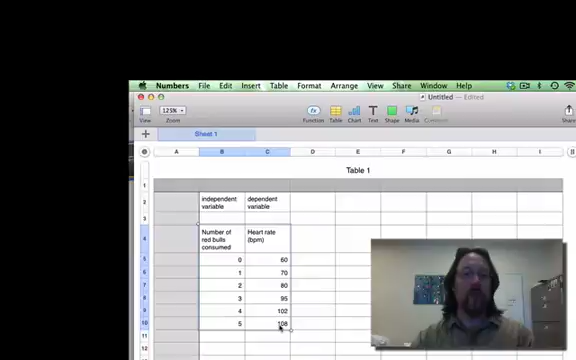 Numbers File Edit Insert Table Format Arrange View Share Window Help
Untitled — Edited
125%
View Zoom Function Table Chart Text Shape Media Comment Share
Sheet 1
A B C D E F G H I
Table 1
1
2 independent variable dependent variable
3
4 Number of red bulls consumed Heart rate (bpm)
5 0 60
6 1 70
7 2 80
8 3 95
9 4 102
10 5 108
11
12